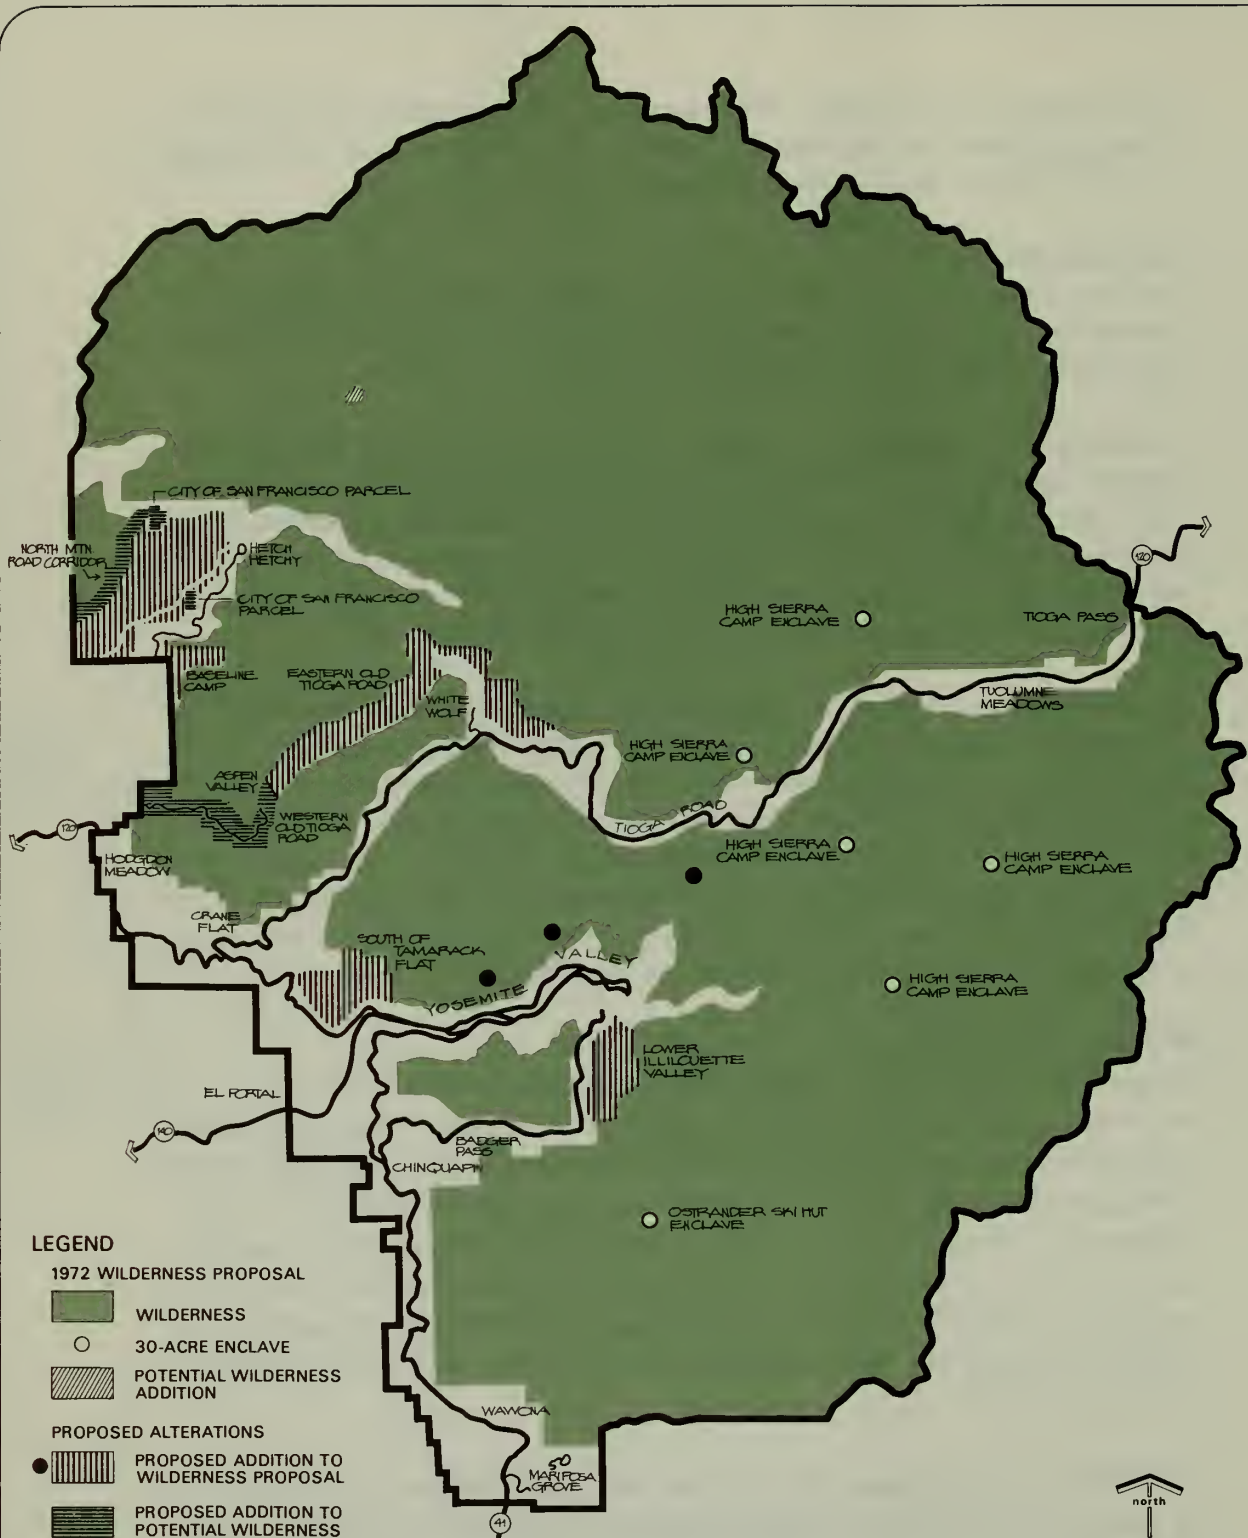 CITY OF SAN FRANCISCO PARCEL
NORTH MTN.
ROAD CORRIDOR
HETCH
HETCHY
CITY OF SAN FRANCISCO
PARCEL
120
HIGH SIERRA
CAMP ENCLAVE
TIOGA PASS
BASELINE
CAMP
EASTERN OLD
TIOGA ROAD
WHITE
WOLF
TUOLUMNE
MEADOWS
HIGH SIERRA
CAMP ENCLAVE
ASPEN
VALLEY
WESTERN
OLD TIOGA
ROAD
TIOGA ROAD
120
HODGDON
MEADOW
HIGH SIERRA
CAMP ENCLAVE
HIGH SIERRA
CAMP ENCLAVE
CRANE
FLAT
SOUTH OF
TAMARACK
FLAT
YOSEMITE VALLEY
HIGH SIERRA
CAMP ENCLAVE
LOWER
ILLILOUETTE
VALLEY
EL PORTAL
140
BADGER
PASS
CHINQUAPIN
OSTRANDER SKI HUT
ENCLAVE
WAWONA
50
MARIPOSA
GROVE
41
LEGEND
1972 WILDERNESS PROPOSAL
WILDERNESS
30-ACRE ENCLAVE
POTENTIAL WILDERNESS
ADDITION
PROPOSED ALTERATIONS
PROPOSED ADDITION TO
WILDERNESS PROPOSAL
PROPOSED ADDITION TO
POTENTIAL WILDERNESS
north